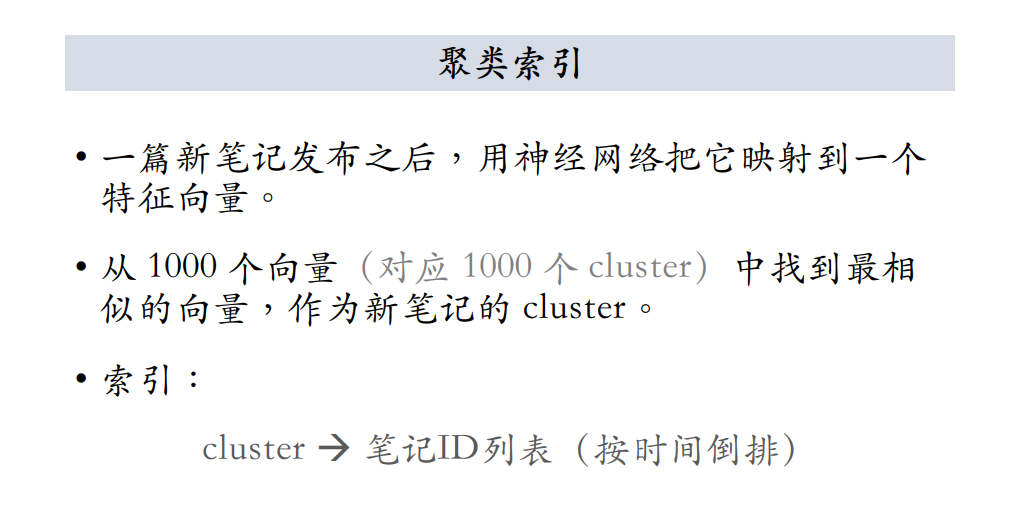 聚类索引
• 一篇新笔记发布之后，用神经网络把它映射到一个
特征向量。
• 从 1000 个向量（对应 1000 个 cluster）中找到最相
似的向量，作为新笔记的 cluster。
• 索引：
cluster → 笔记ID列表（按时间倒排）